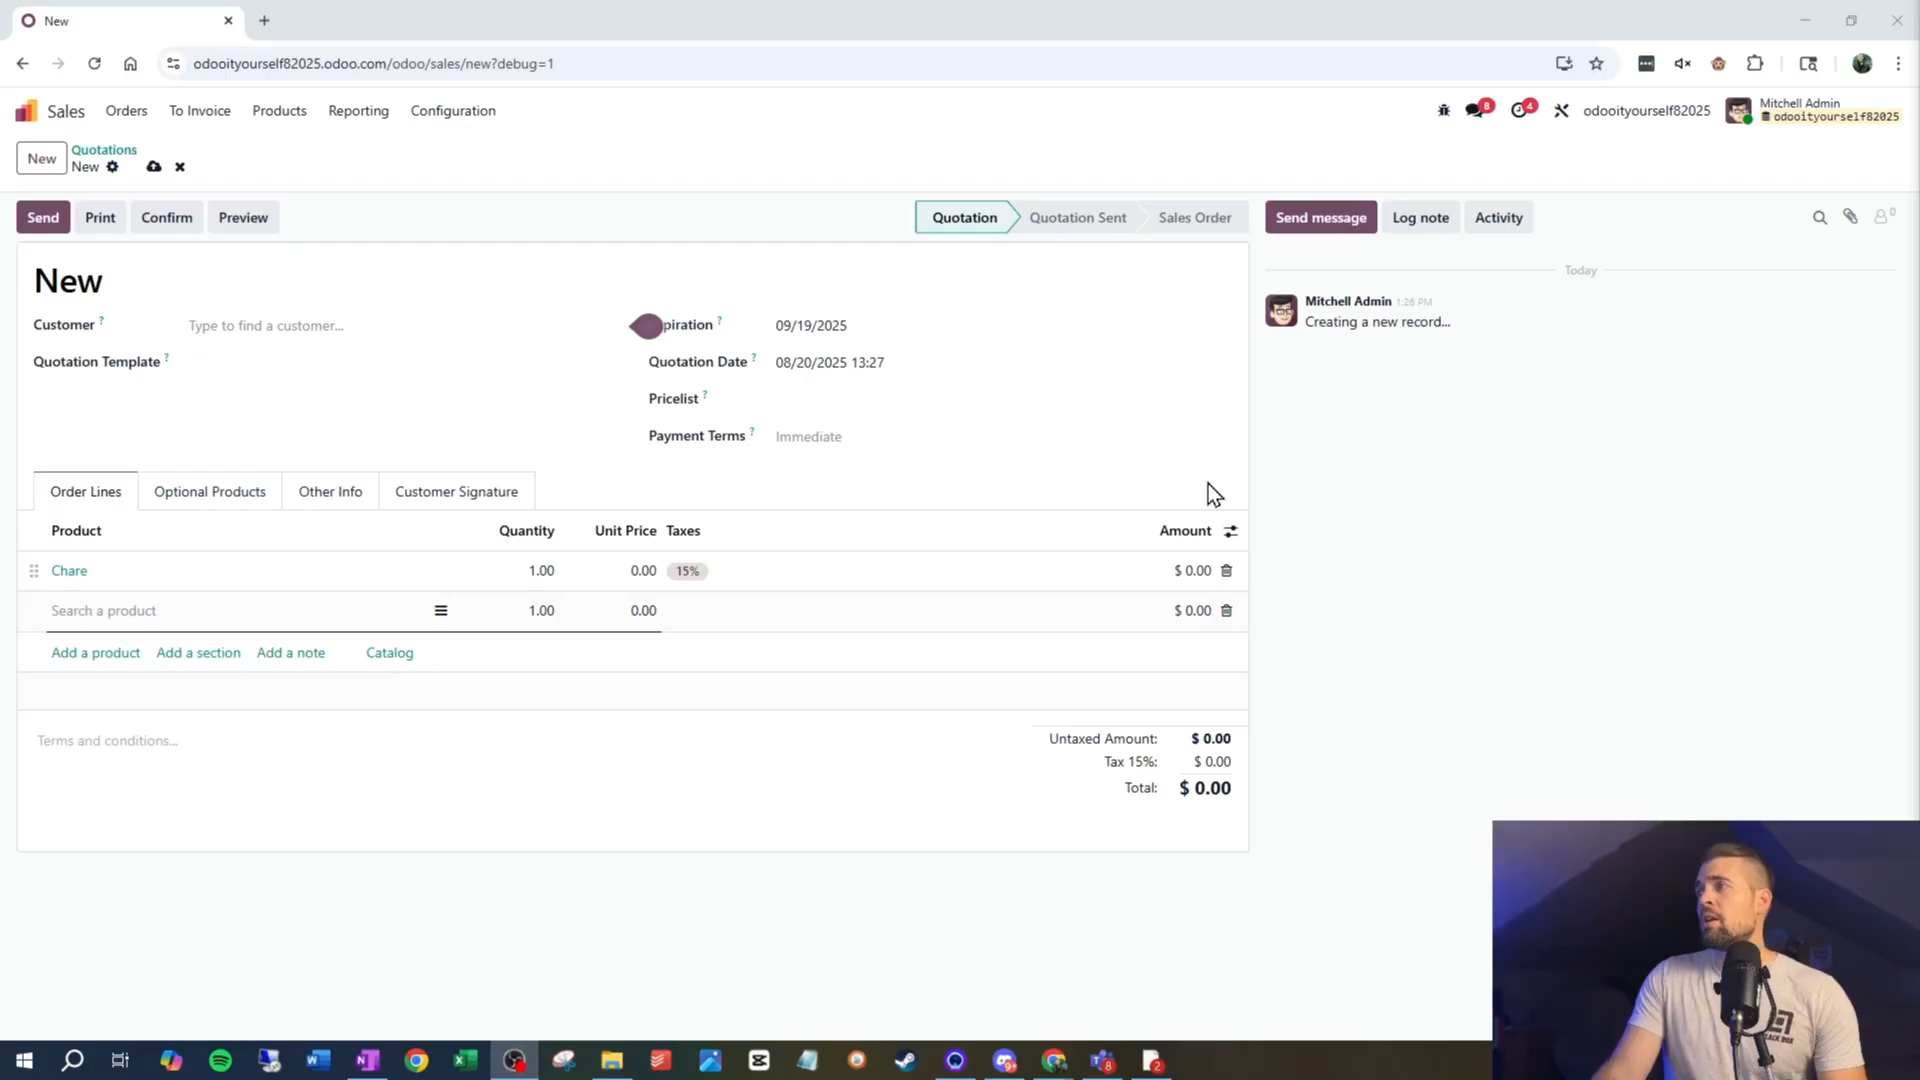 New
odooityourself82025.odoo.com/odoo/sales/new?debug=1
Sales Orders To Invoice Products Reporting Configuration
8 4 odooityourself82025 Mitchell Admin
odooityourself82025
New Quotations
New
Send Print Confirm Preview Quotation Quotation Sent Sales Order Send message Log note Activity 0
New
Today
Mitchell Admin 1:26 PM
Creating a new record...
Customer ? Type to find a customer... piration ? 09/19/2025
Quotation Template ? Quotation Date ? 08/20/2025 13:27
Pricelist ?
Payment Terms ? Immediate
Order Lines Optional Products Other Info Customer Signature
Product Quantity Unit Price Taxes Amount
Chare 1.00 0.00 15% $ 0.00
Search a product 1.00 0.00 $ 0.00
Add a product Add a section Add a note Catalog
Terms and conditions...
Untaxed Amount: $ 0.00
Tax 15%: $ 0.00
Total: $ 0.00